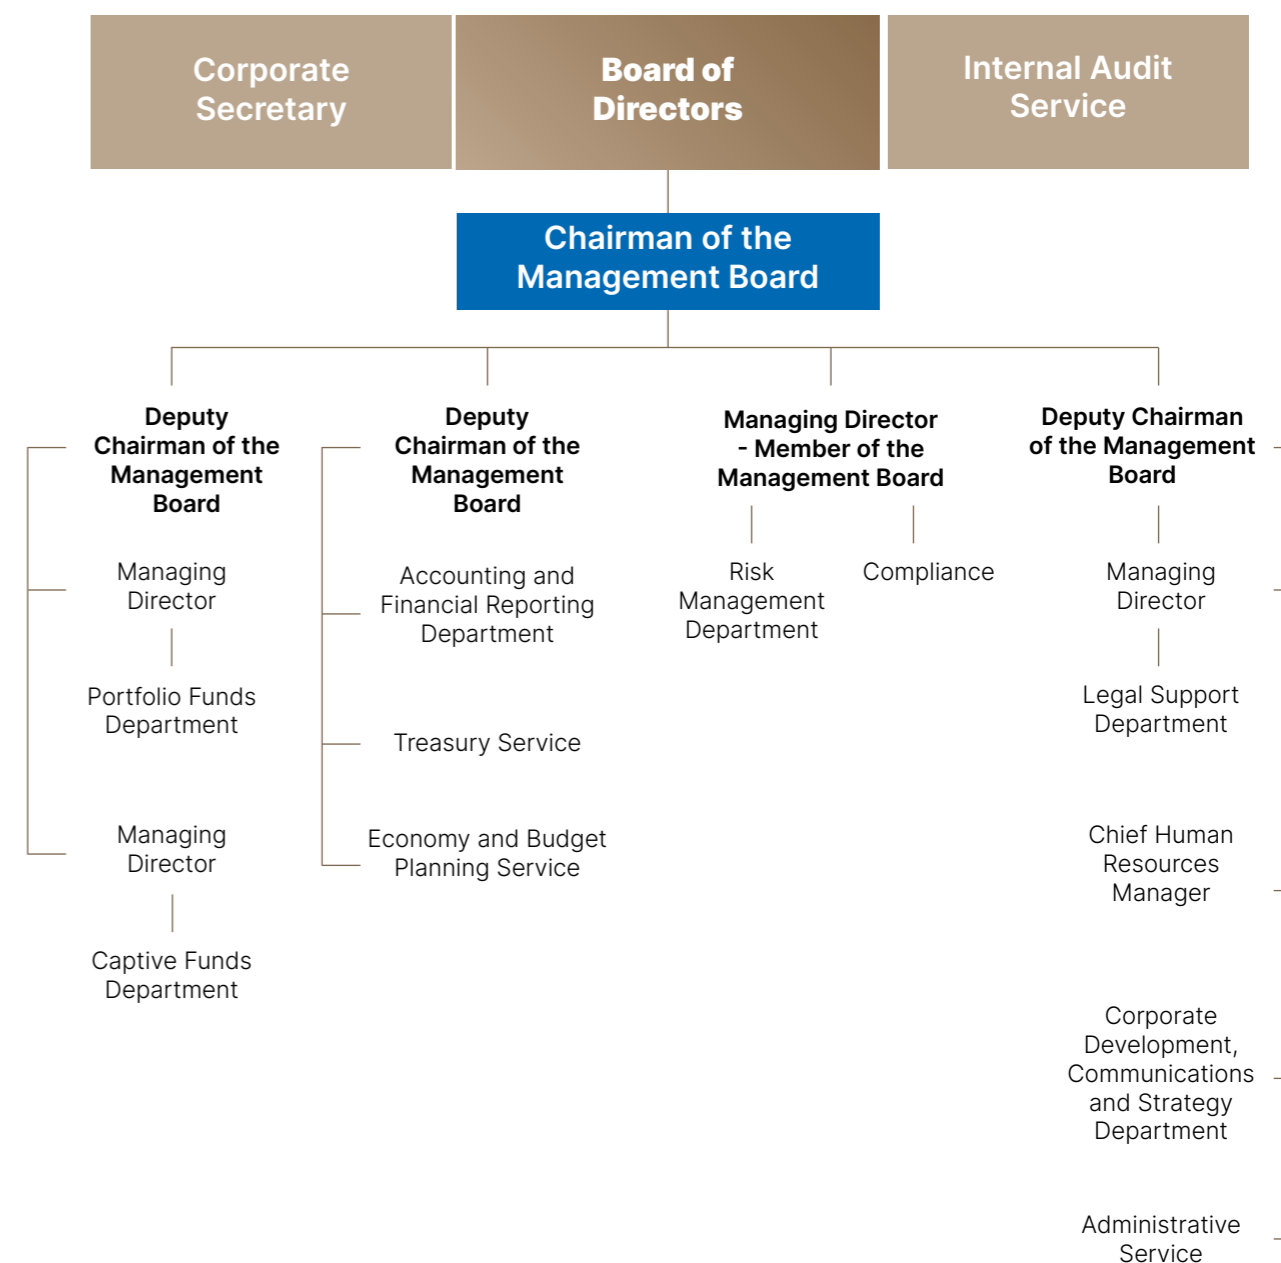 Corporate
Secretary
Board of
Directors
Internal Audit
Service
Chairman of the
Management Board
Deputy
Chairman of the
Management
Board
Managing
Director
Portfolio Funds
Department
Managing
Director
Captive Funds
Department
Deputy
Chairman of the
Management
Board
Accounting and
Financial Reporting
Department
Treasury Service
Economy and Budget
Planning Service
Managing Director
- Member of the
Management Board
Risk
Management
Department
Compliance
Deputy Chairman
of the Management
Board
Managing
Director
Legal Support
Department
Chief Human
Resources
Manager
Corporate
Development,
Communications
and Strategy
Department
Administrative
Service